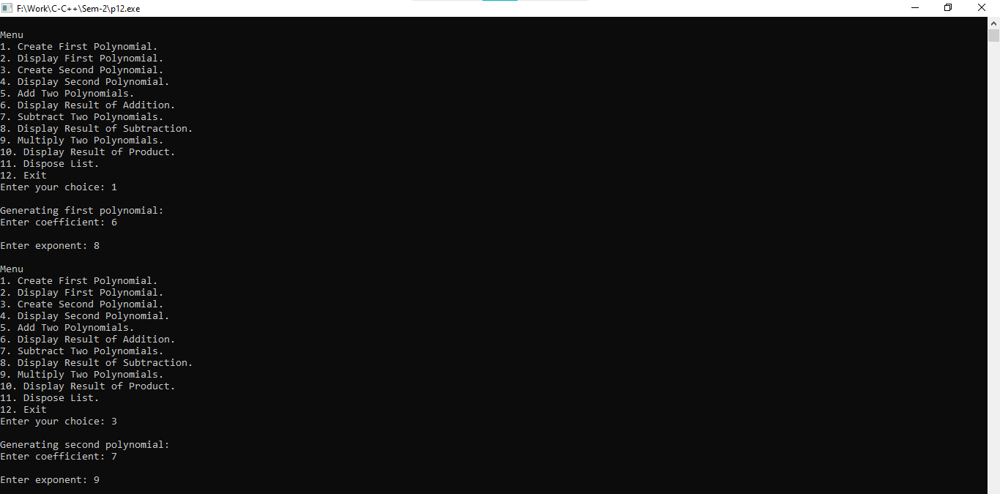 F:\Work\C-C++\Sem-2\p12.exe
Menu
1. Create First Polynomial.
2. Display First Polynomial.
3. Create Second Polynomial.
4. Display Second Polynomial.
5. Add Two Polynomials.
6. Display Result of Addition.
7. Subtract Two Polynomials.
8. Display Result of Subtraction.
9. Multiply Two Polynomials.
10. Display Result of Product.
11. Dispose List.
12. Exit
Enter your choice: 1
Generating first polynomial:
Enter coefficient: 6
Enter exponent: 8
Menu
1. Create First Polynomial.
2. Display First Polynomial.
3. Create Second Polynomial.
4. Display Second Polynomial.
5. Add Two Polynomials.
6. Display Result of Addition.
7. Subtract Two Polynomials.
8. Display Result of Subtraction.
9. Multiply Two Polynomials.
10. Display Result of Product.
11. Dispose List.
12. Exit
Enter your choice: 3
Generating second polynomial:
Enter coefficient: 7
Enter exponent: 9